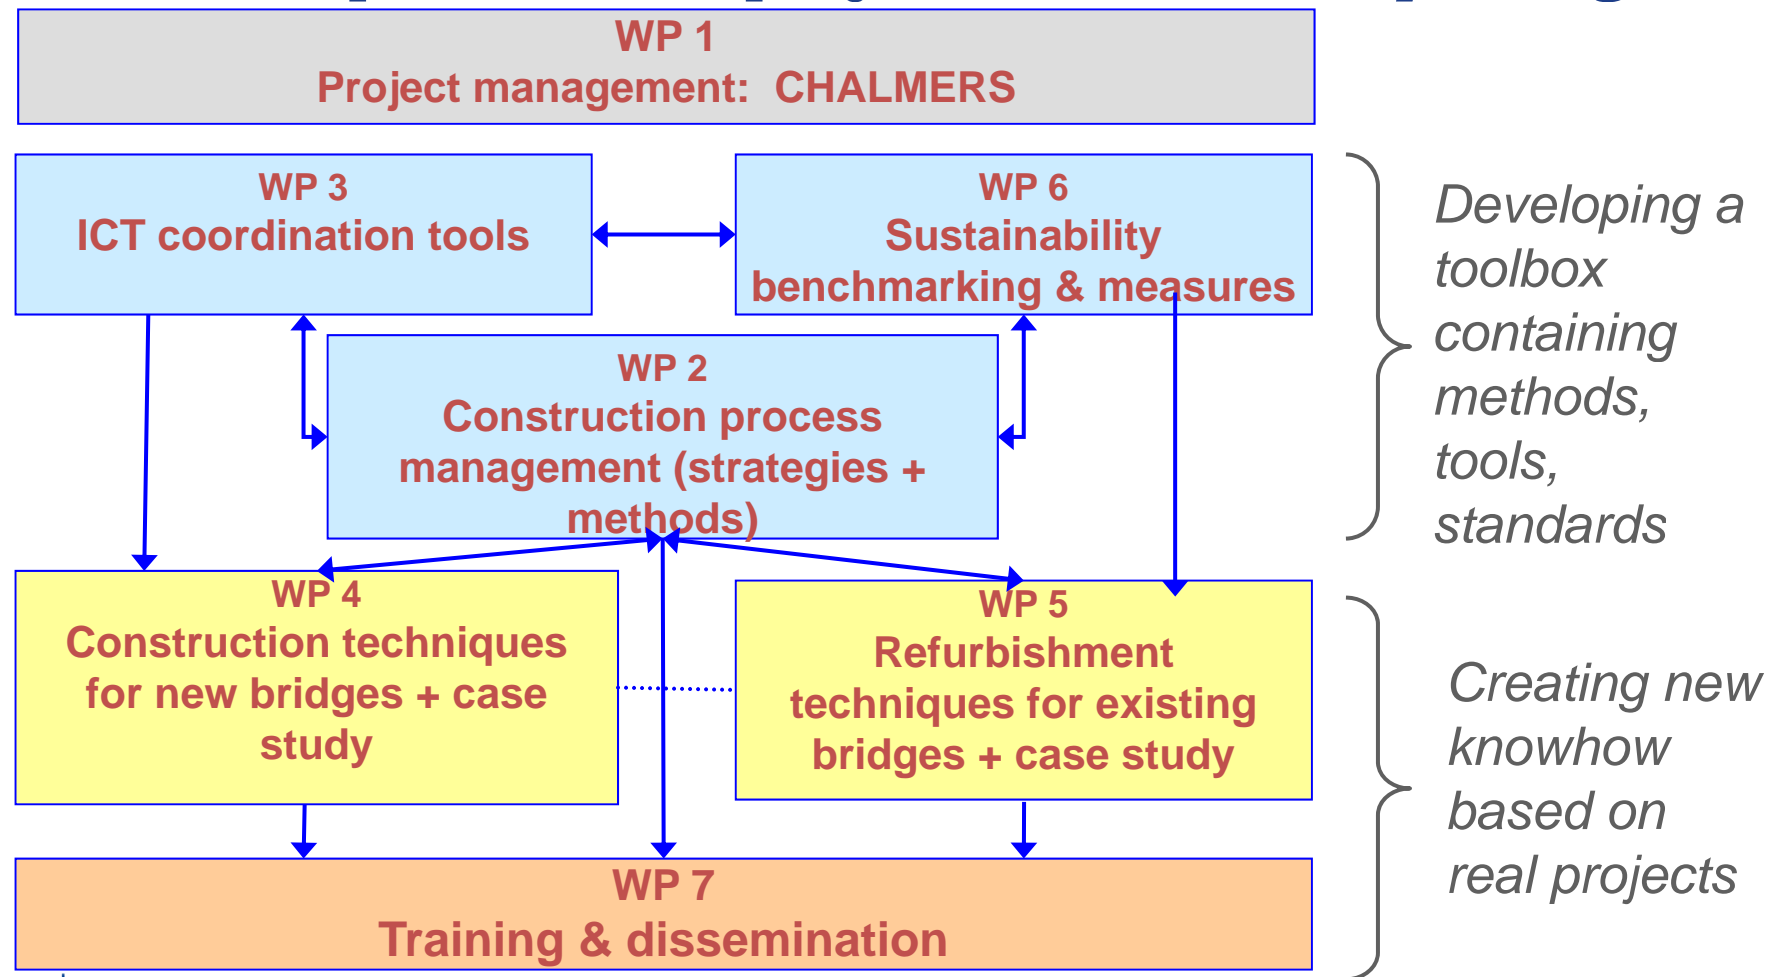 WP 1
Project management: CHALMERS
WP 3
ICT coordination tools
WP 6
Sustainability
benchmarking & measures
WP 2
Construction process
management (strategies +
methods)
Developing a
toolbox
containing
methods,
tools,
standards
WP 4
Construction techniques
for new bridges + case
study
WP 5
Refurbishment
techniques for existing
bridges + case study
Creating new
knowhow
based on
real projects
WP 7
Training & dissemination